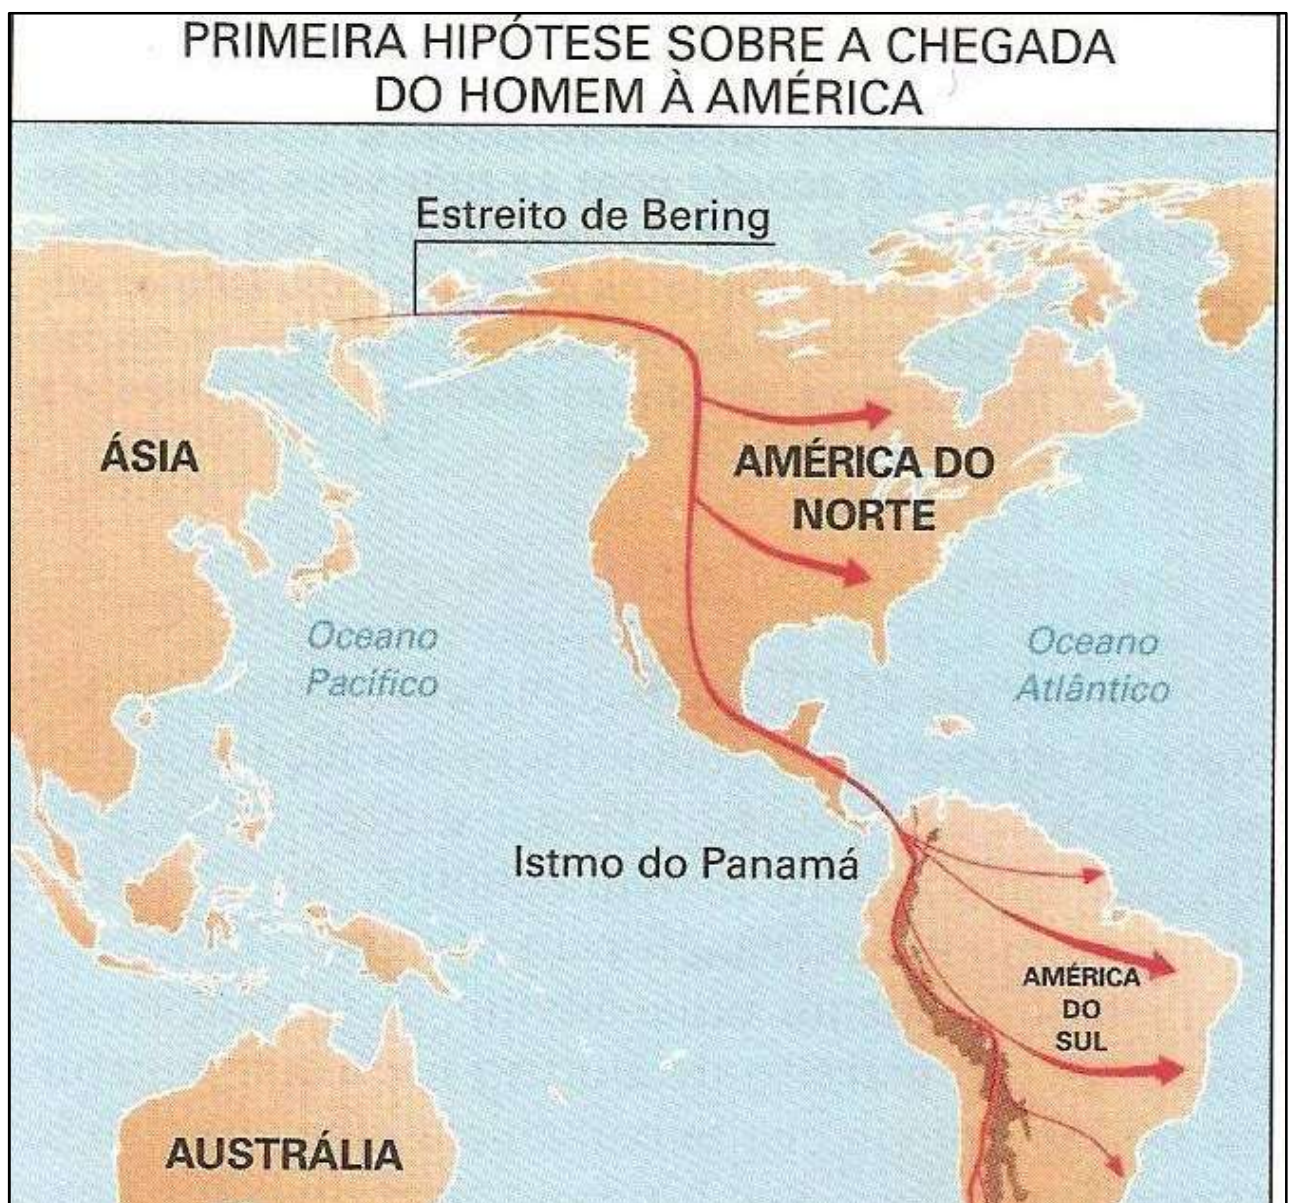 PRIMEIRA HIPÓTESE SOBRE A CHEGADA
DO HOMEM À AMÉRICA
Estreito de Bering
ÁSIA
AMÉRICA DO
NORTE
Oceano
Pacífico
Oceano
Atlântico
Istmo do Panamá
AMÉRICA
DO
SUL
AUSTRÁLIA